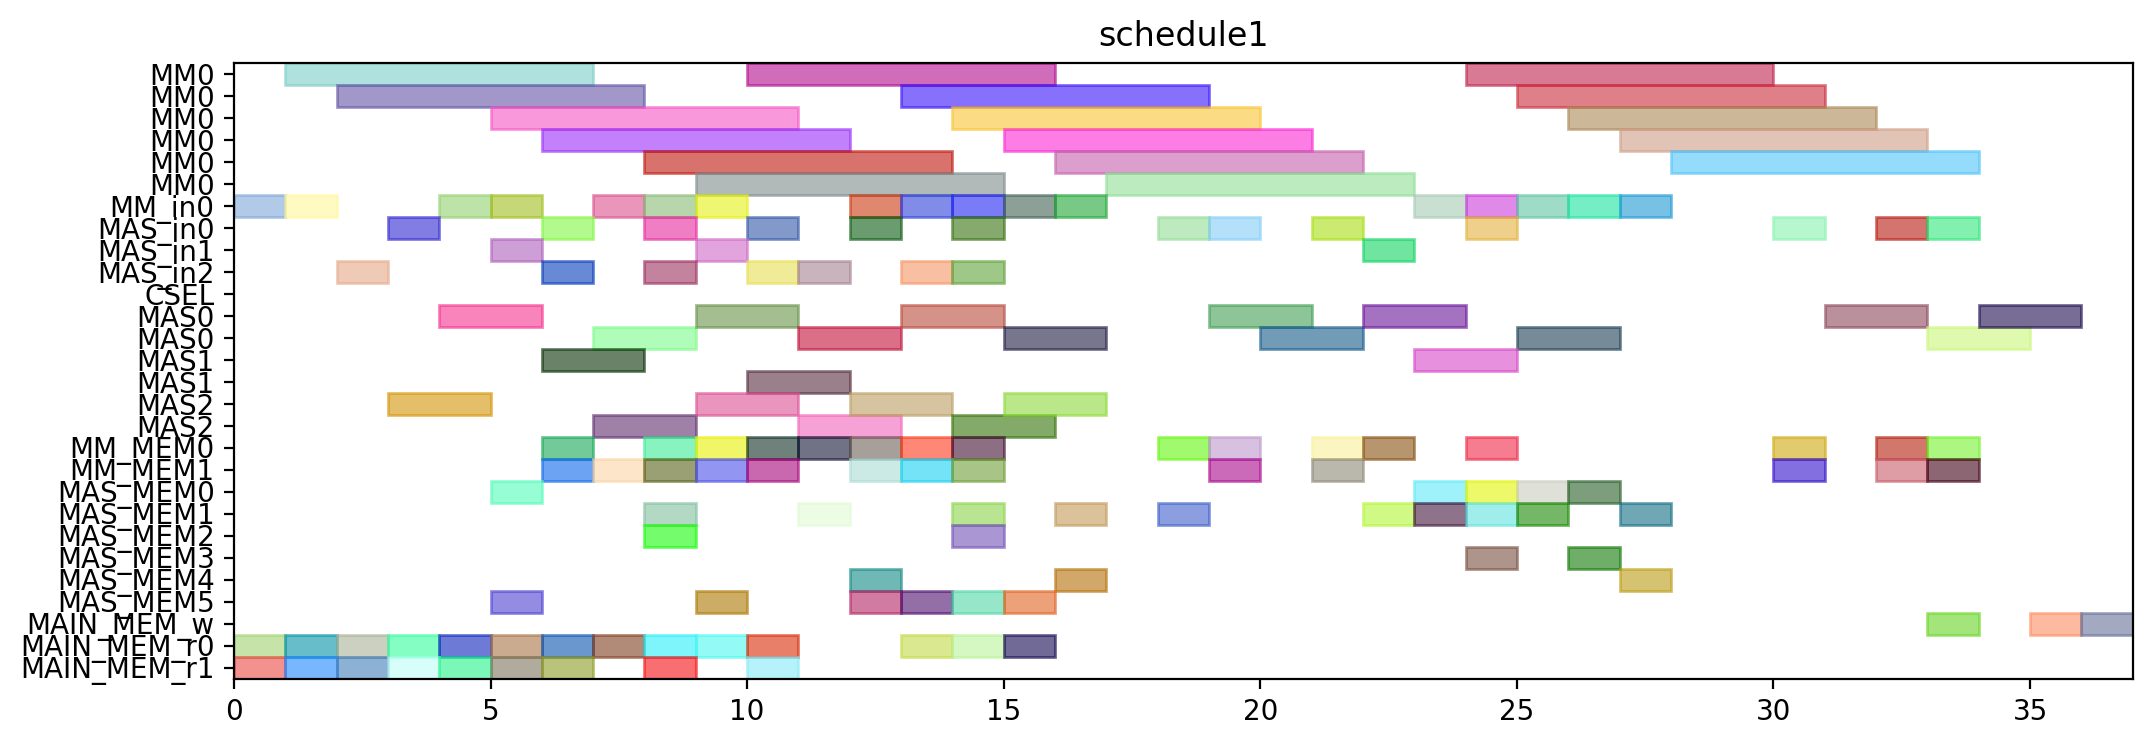 schedule1
MM0
MM0
MM0
MM0
MM0
MM0
MM_in0
MAS_in0
MAS_in1
MAS_in2
CSEL
MAS0
MAS0
MAS1
MAS1
MAS2
MAS2
MM_MEM0
MM_MEM1
MAS_MEM0
MAS_MEM1
MAS_MEM2
MAS_MEM3
MAS_MEM4
MAS_MEM5
MAIN_MEM_w
MAIN_MEM_r0
MAIN_MEM_r1
0 5 10 15 20 25 30 35